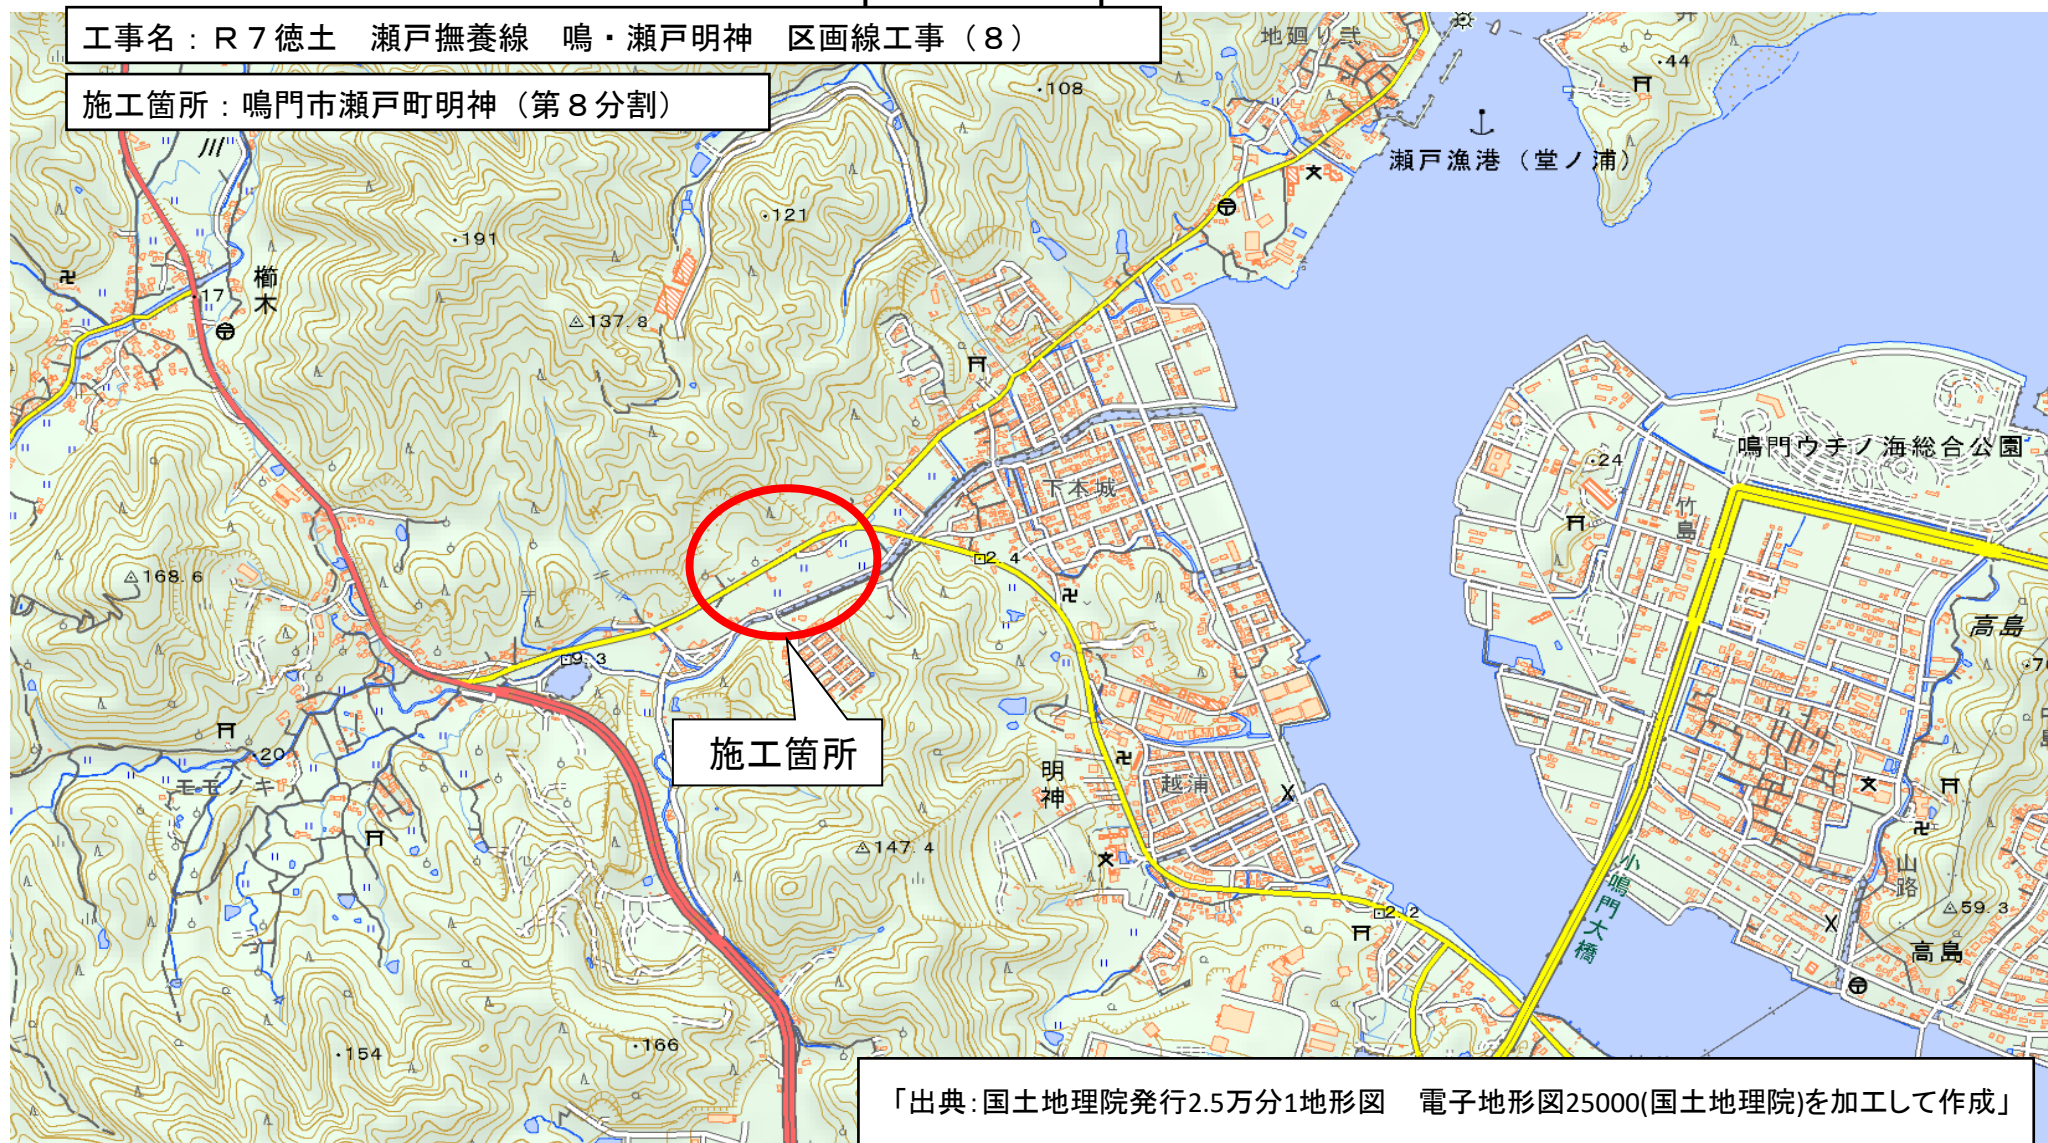 工事名：Ｒ７徳土　瀬戸撫養線　鳴・瀬戸明神　区画線工事（８）
施工箇所：鳴門市瀬戸町明神（第８分割）
地廻り弐
井
44
108
川
瀬戸漁港（堂ノ浦）
121
191
櫛木
17
137.8
100
鳴門ウチノ海総合公園
24
下本城
竹島
2.4
168.6
高島
9.3
施工箇所
20
モモノキ
明神
越浦
147.4
小鳴門大橋
山路
59.3
2.2
高島
154
166
「出典：国土地理院発行2.5万分1地形図　電子地形図25000(国土地理院)を加工して作成」